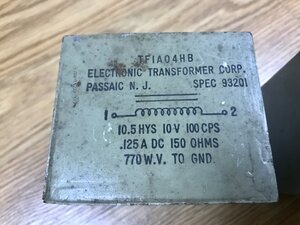 TF1A04HB
ELECTRONIC TRANSFORMER CORP.
PASSAIC N. J. SPEC 93201
1 2
10.5 HYS 10 V 100 CPS
.125 A DC 150 OHMS
770 W.V. TO GND.